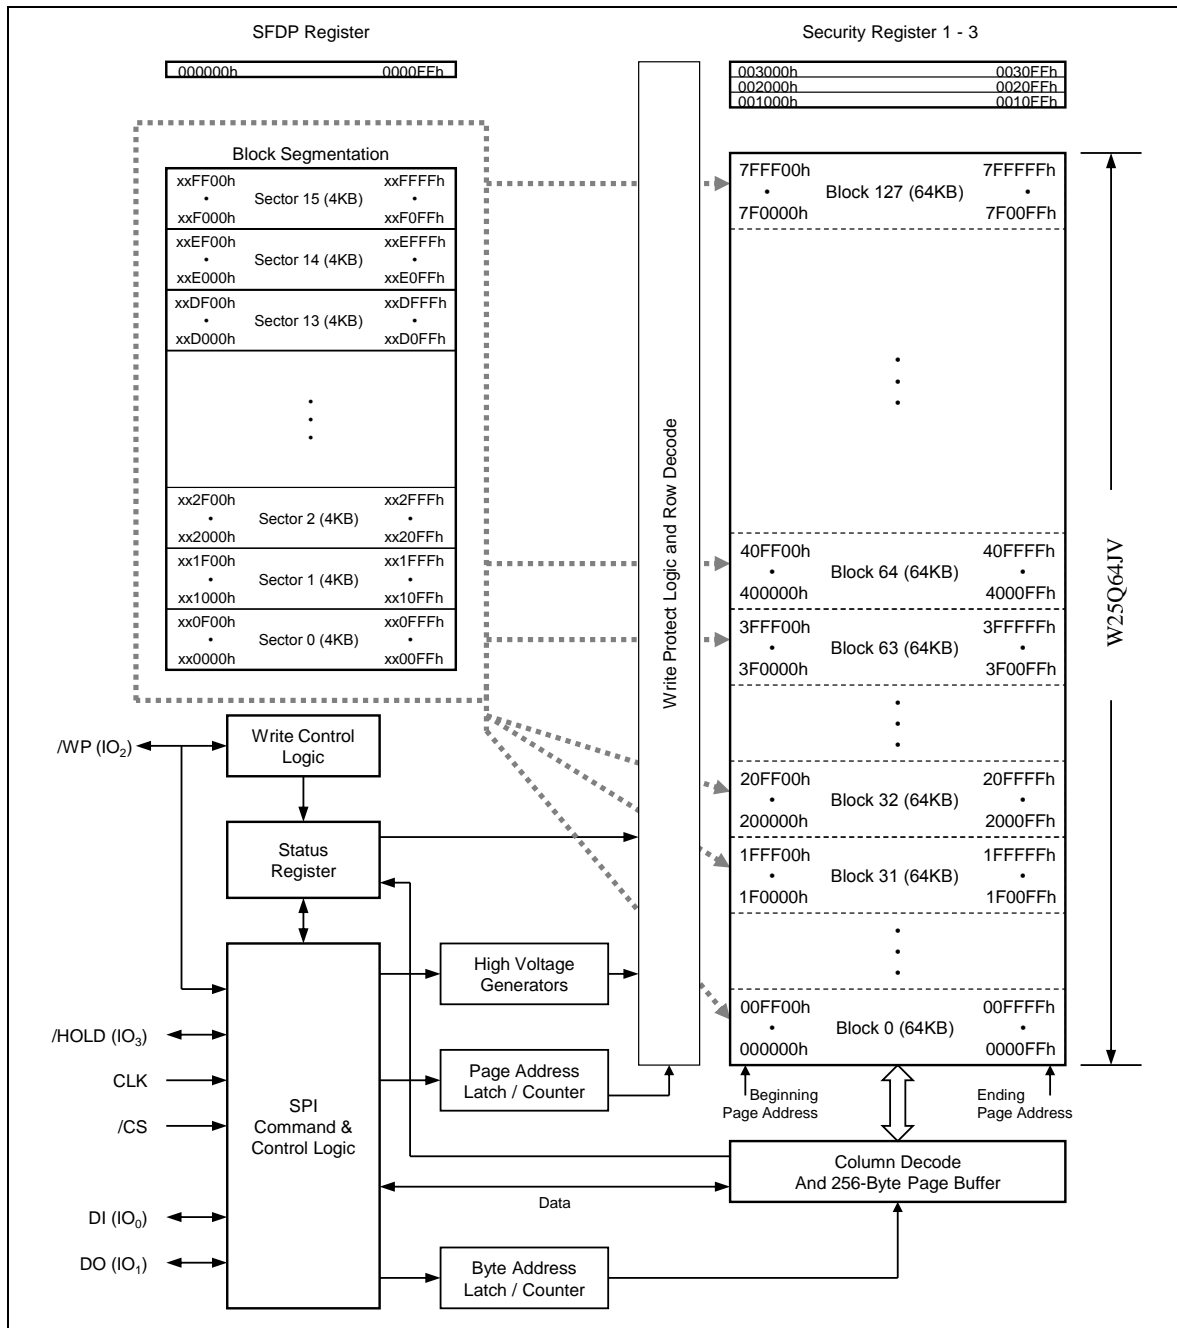 SFDP Register
000000h 0000FFh
Security Register 1 - 3
003000h 0030FFh
002000h 0020FFh
001000h 0010FFh
Block Segmentation
xxFF00h xxFFFFh
• Sector 15 (4KB) •
xxF000h xxF0FFh
xxEF00h xxEFFFh
• Sector 14 (4KB) •
xxE000h xxE0FFh
xxDF00h xxDFFFh
• Sector 13 (4KB) •
xxD000h xxD0FFh
xx2F00h xx2FFFh
• Sector 2 (4KB) •
xx2000h xx20FFh
xx1F00h xx1FFFh
• Sector 1 (4KB) •
xx1000h xx10FFh
xx0F00h xx0FFFh
• Sector 0 (4KB) •
xx0000h xx00FFh
Write Protect Logic and Row Decode
7FFF00h 7FFFFFh
• Block 127 (64KB) •
7F0000h 7F00FFh
40FF00h 40FFFFh
• Block 64 (64KB) •
400000h 4000FFh
3FFF00h 3FFFFFh
• Block 63 (64KB) •
3F0000h 3F00FFh
20FF00h 20FFFFh
• Block 32 (64KB) •
200000h 2000FFh
1FFF00h 1FFFFFh
• Block 31 (64KB) •
1F0000h 1F00FFh
00FF00h 00FFFFh
• Block 0 (64KB) •
000000h 0000FFh
W25Q64JV
Beginning
Page Address
Ending
Page Address
/WP (IO2)
Write Control
Logic
Status
Register
High Voltage
Generators
/HOLD (IO3)
CLK
/CS
SPI
Command &
Control Logic
Page Address
Latch / Counter
Column Decode
And 256-Byte Page Buffer
Data
DI (IO0)
DO (IO1)
Byte Address
Latch / Counter